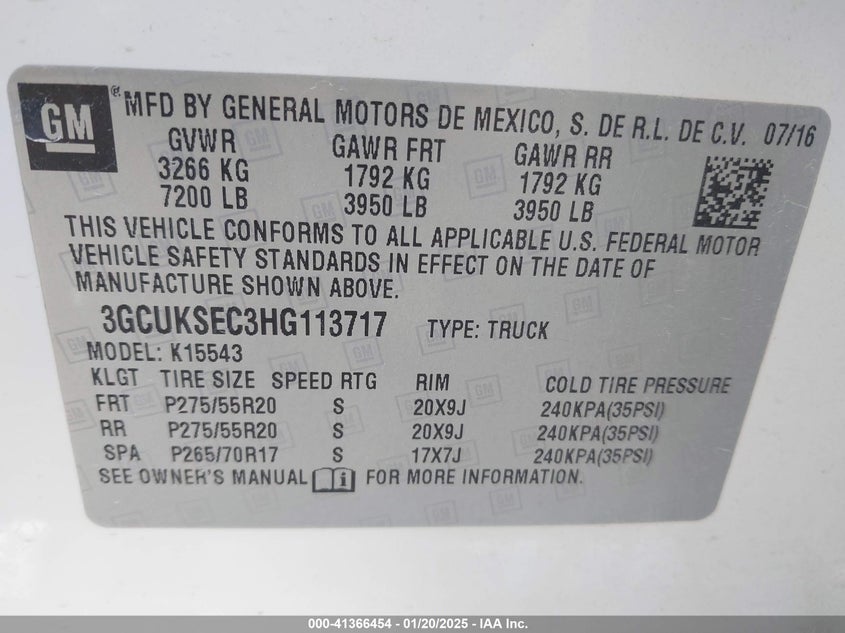 GM
® MFD BY GENERAL MOTORS DE MEXICO, S. DE R.L. DE C.V. 07/16
GVWR GAWR FRT GAWR RR
3266 KG 1792 KG 1792 KG
7200 LB 3950 LB 3950 LB
THIS VEHICLE CONFORMS TO ALL APPLICABLE U.S. FEDERAL MOTOR
VEHICLE SAFETY STANDARDS IN EFFECT ON THE DATE OF
MANUFACTURE SHOWN ABOVE.
3GCUKSEC3HG113717 TYPE: TRUCK
MODEL: K15543
KLGT TIRE SIZE SPEED RTG RIM COLD TIRE PRESSURE
FRT P275/55R20 S 20X9J 240KPA(35PSI)
RR P275/55R20 S 20X9J 240KPA(35PSI)
SPA P265/70R17 S 17X7J 240KPA(35PSI)
SEE OWNER'S MANUAL i FOR MORE INFORMATION.
000-41366454 - 01/20/2025 - IAA Inc.